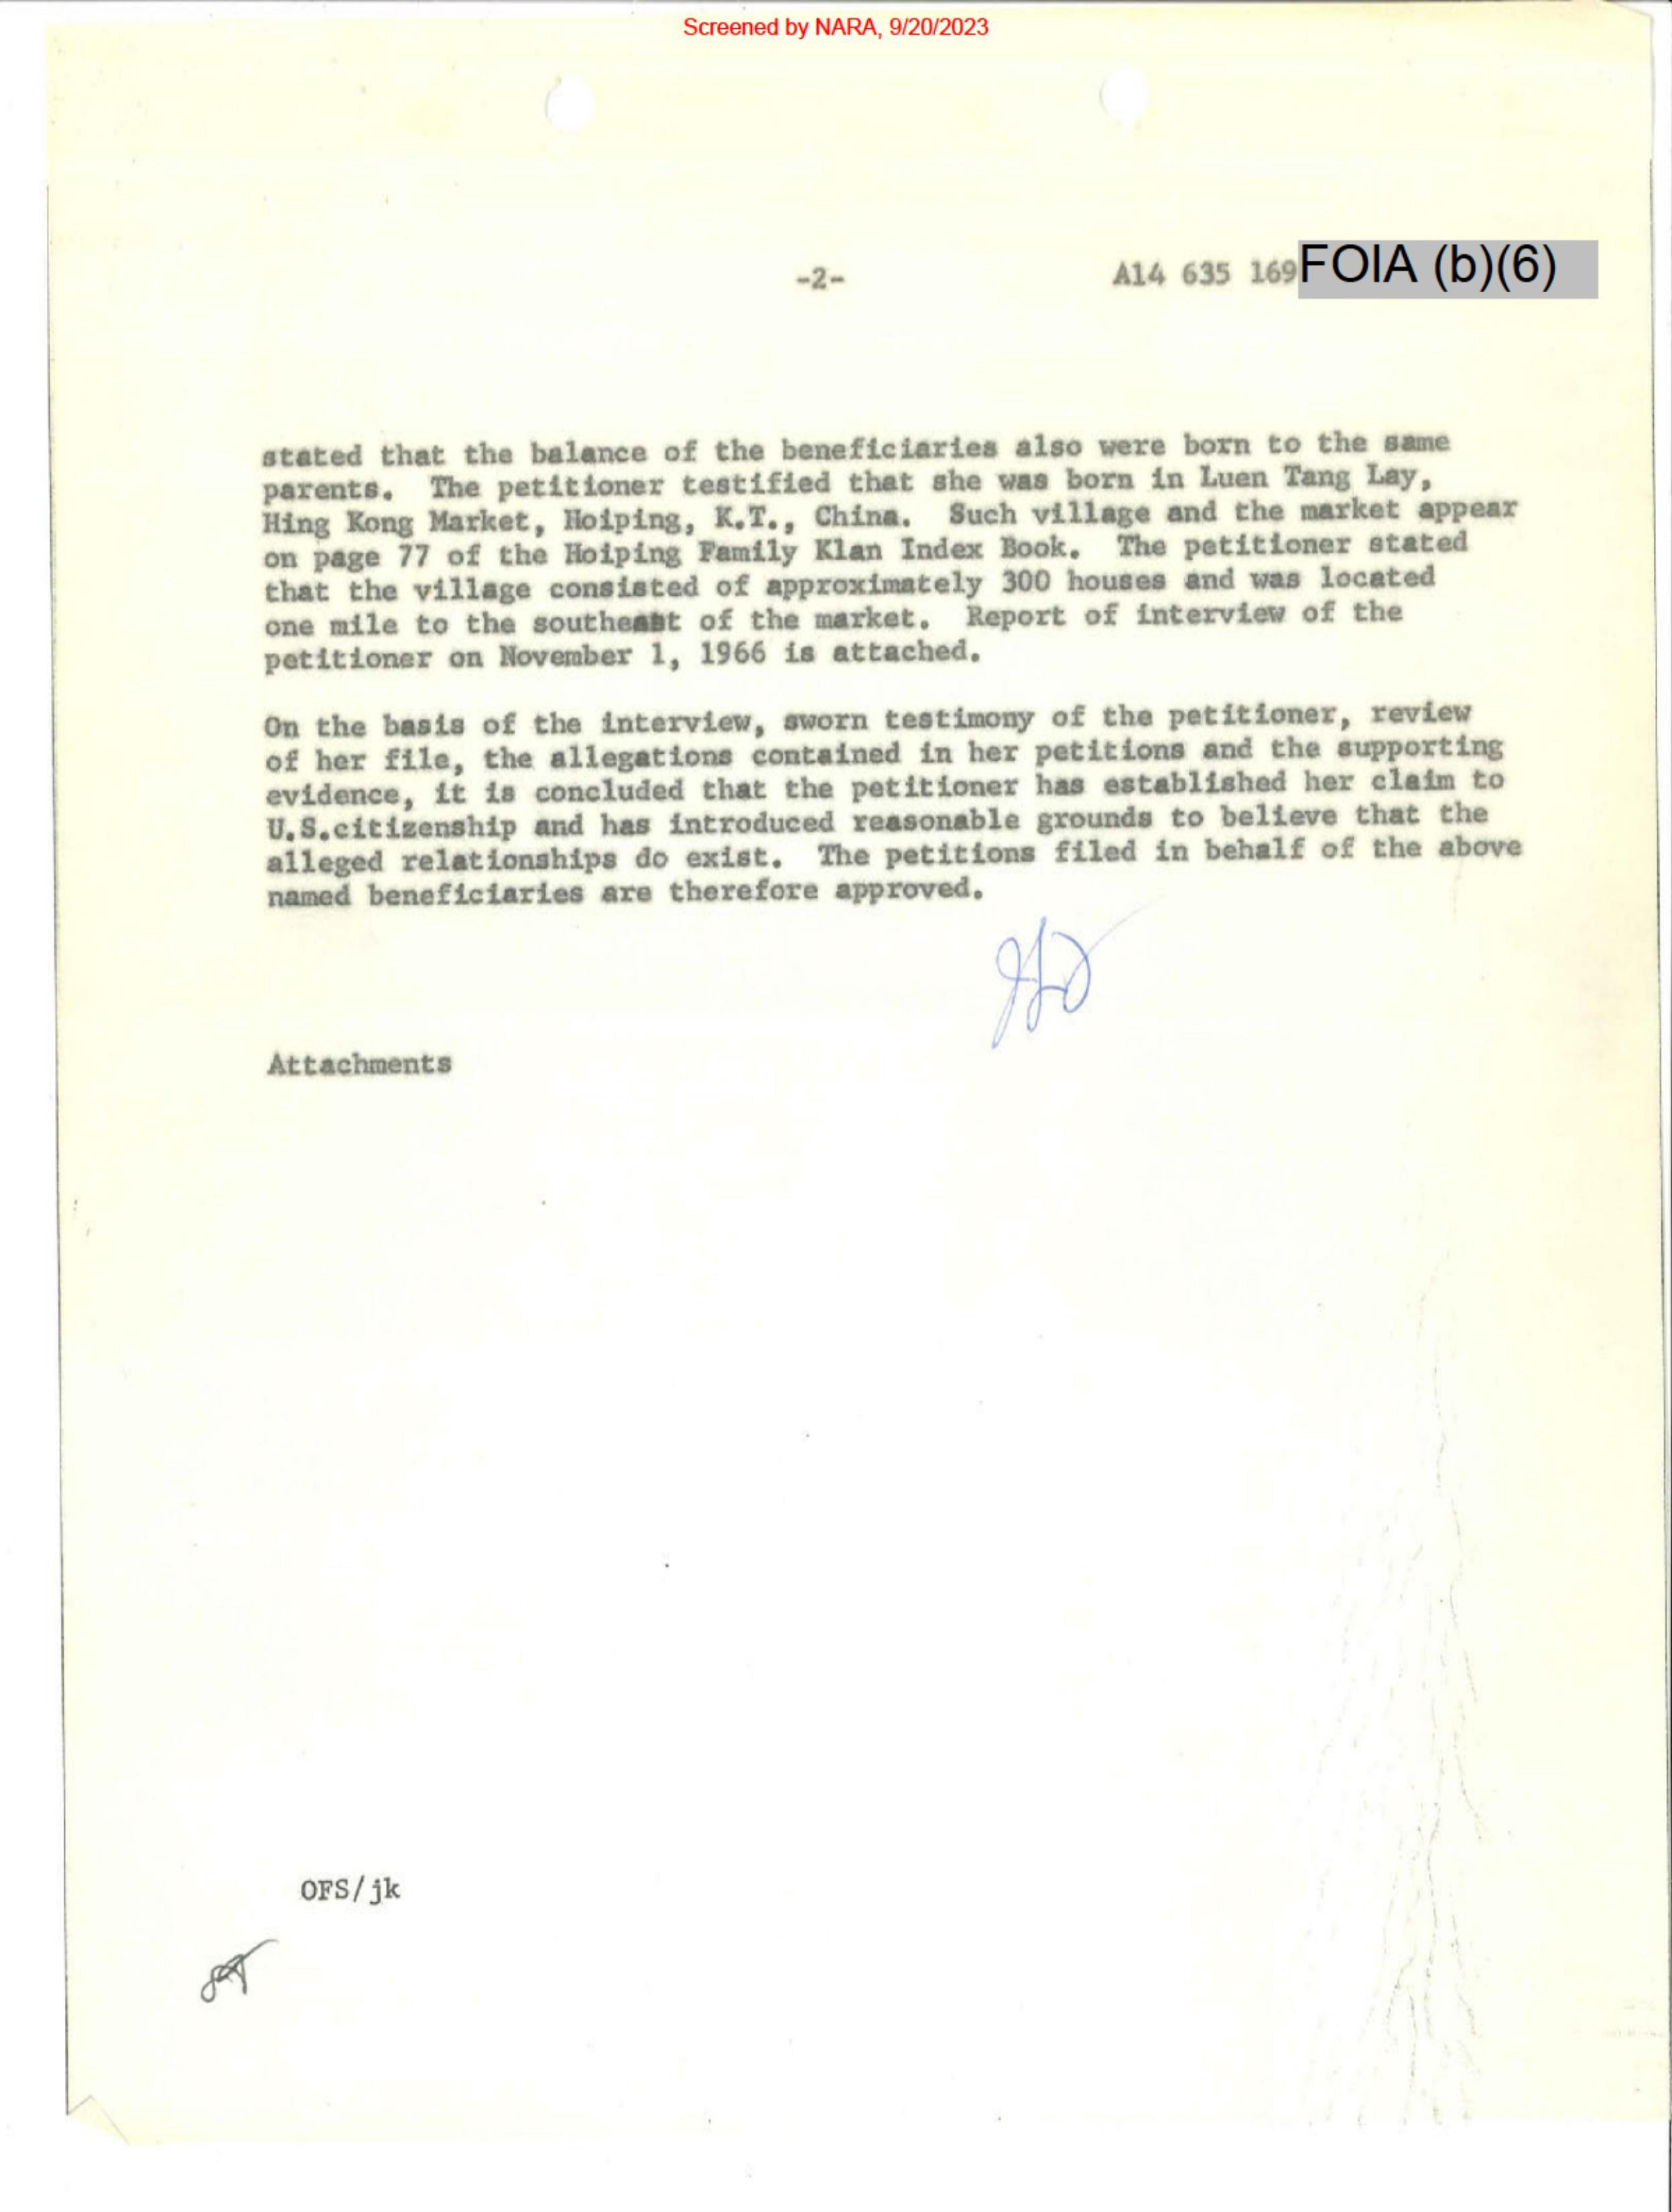 Screened by NARA, 9/20/2023
-2- A14 635 169 FOIA (b)(6)
stated that the balance of the beneficiaries also were born to the same
parents. The petitioner testified that she was born in Luen Tang Lay,
Hing Kong Market, Hoiping, K.T., China. Such village and the market appear
on page 77 of the Hoiping Family Klan Index Book. The petitioner stated
that the village consisted of approximately 300 houses and was located
one mile to the southeast of the market. Report of interview of the
petitioner on November 1, 1966 is attached.
On the basis of the interview, sworn testimony of the petitioner, review
of her file, the allegations contained in her petitions and the supporting
evidence, it is concluded that the petitioner has established her claim to
U.S.citizenship and has introduced reasonable grounds to believe that the
alleged relationships do exist. The petitions filed in behalf of the above
named beneficiaries are therefore approved.
Attachments
OFS/jk